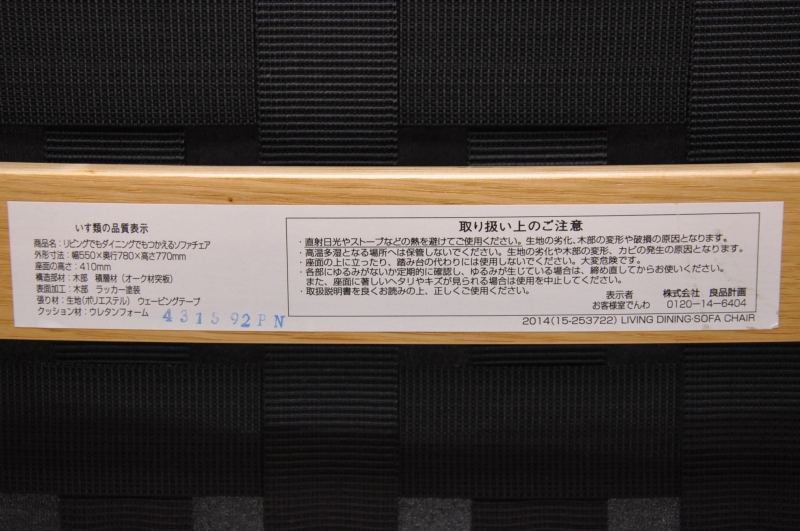 いす類の品質表示
商品名：リビングでもダイニングでもつかえるソファチェア
外形寸法：幅550×奥行780×高さ770mm
座面の高さ：410mm
構造部材：木部 積層材（オーク材突板）
表面加工：木部 ラッカー塗装
張り材：生地（ポリエステル） ウェービングテープ
クッション材：ウレタンフォーム
431592PN
取り扱い上のご注意
・直射日光やストーブなどの熱を避けてご使用ください。生地の劣化、木部の変形や破損の原因となります。
・高温多湿となる場所へは保管しないでください。生地の劣化や木部の変形、カビの発生の原因となります。
・座面の上に立ったり、踏み台の代わりには使用しないでください。大変危険です。
・各部にゆるみがないか定期的に確認し、ゆるみが生じている場合は、締め直してからお使いください。
また、座面に著しいヘタリやキズが見られる場合は使用を中止してください。
・取扱説明書を良くお読みの上、正しくご使用ください。
表示者 株式会社 良品計画
お客様室でんわ 0120-14-6404
2014(15-253722) LIVING DINING-SOFA CHAIR